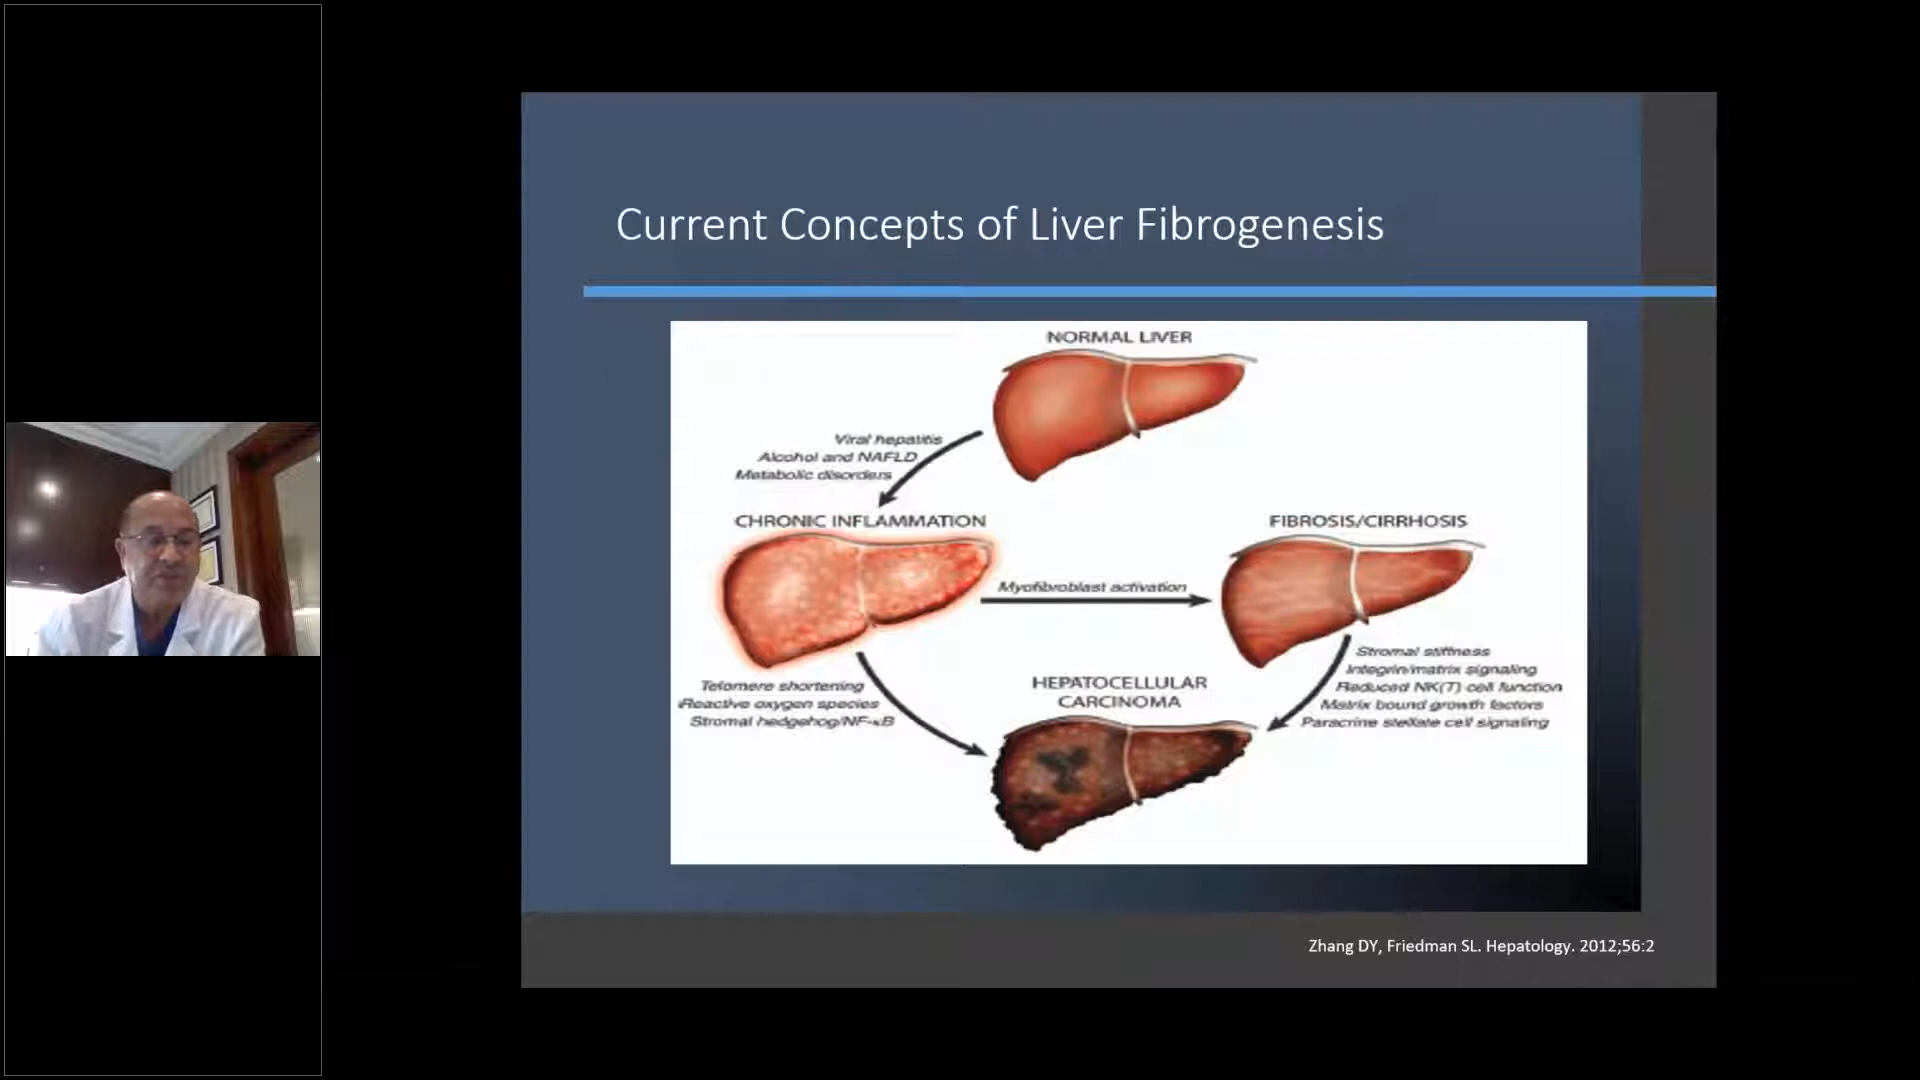 Current Concepts of Liver Fibrogenesis
NORMAL LIVER
Viral hepatitis
Alcohol and NAFLD
Metabolic disorders
CHRONIC INFLAMMATION
FIBROSIS/CIRRHOSIS
Myofibroblast activation
Telomere shortening
Reactive oxygen species
Stromal hedgehog/NF-κB
HEPATOCELLULAR
CARCINOMA
Stromal stiffness
Integrin/matrix signaling
Reduced NK(T) cell function
Matrix bound growth factors
Paracrine stellate cell signaling
Zhang DY, Friedman SL. Hepatology. 2012;56:2